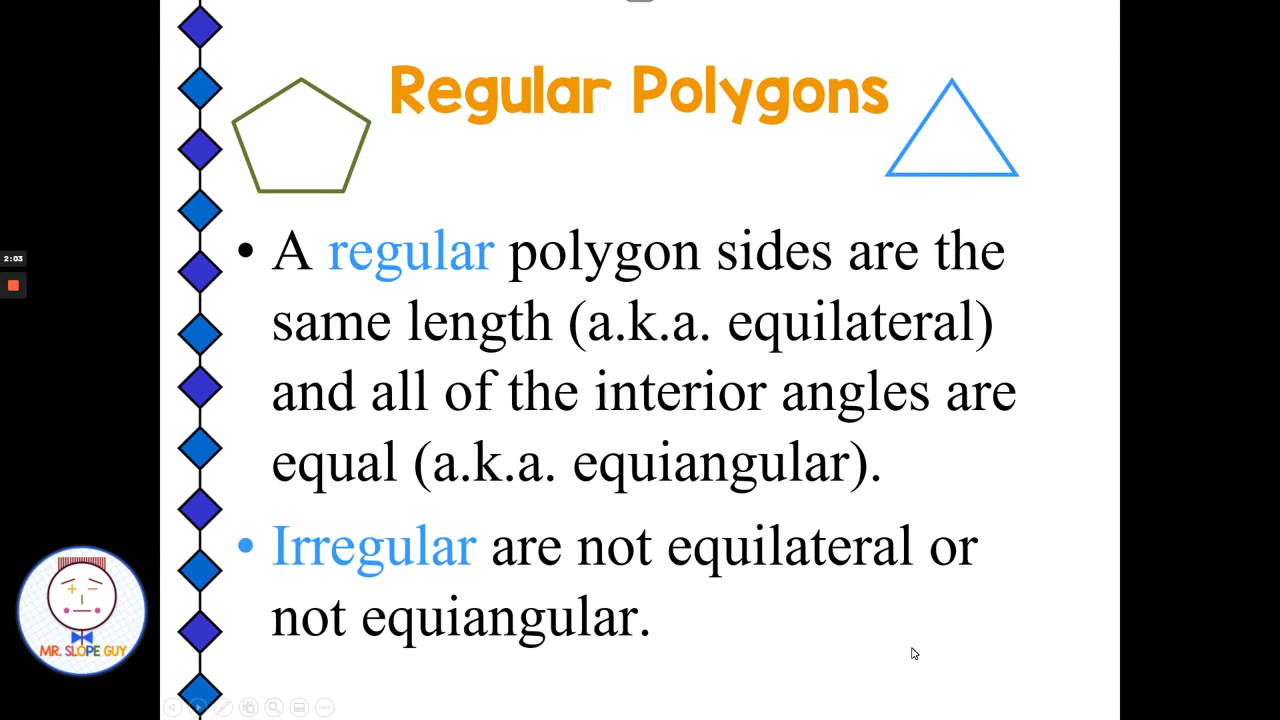 Regular Polygons
• A regular polygon sides are the
same length (a.k.a. equilateral)
and all of the interior angles are
equal (a.k.a. equiangular).
• Irregular are not equilateral or
not equiangular.
2:03
MR. SLOPE GUY